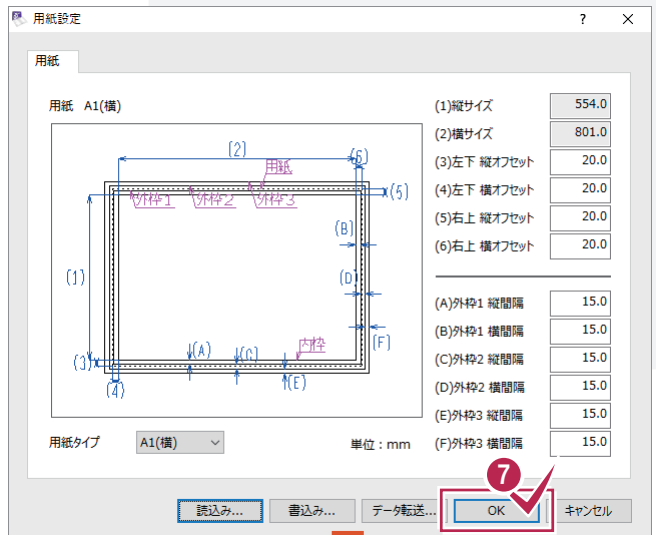 用紙設定
?
×
用紙
用紙 A1(横)
(2)
(6)
用紙
(5)
外枠1 外枠2 外枠3
(B)
(1)
(D)
(A) (C) 内枠 (F)
(3)
(4) (E)
(1)縦サイズ 554.0
(2)横サイズ 801.0
(3)左下 縦オフセット 20.0
(4)左下 横オフセット 20.0
(5)右上 縦オフセット 20.0
(6)右上 横オフセット 20.0
(A)外枠1 縦間隔 15.0
(B)外枠1 横間隔 15.0
(C)外枠2 縦間隔 15.0
(D)外枠2 横間隔 15.0
(E)外枠3 縦間隔 15.0
(F)外枠3 横間隔 15.0
用紙タイプ A1(横) 単位：mm
7
読込み... 書込み... データ転送... OK キャンセル